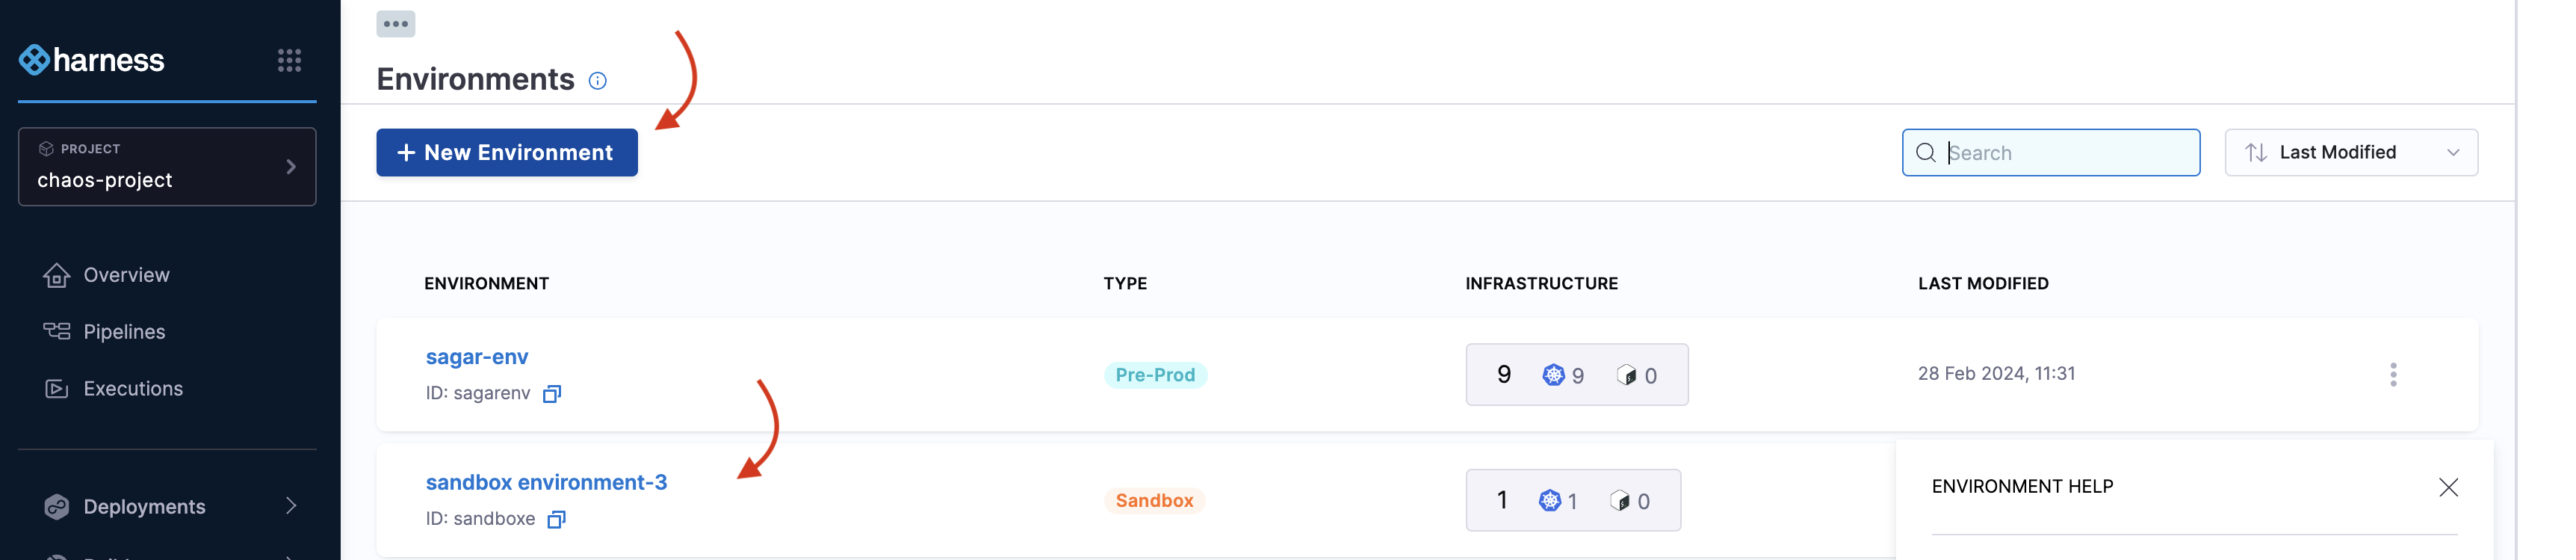 harness
PROJECT
chaos-project
Overview
Pipelines
Executions
Deployments
Environments
+ New Environment
Search
Last Modified
ENVIRONMENT TYPE INFRASTRUCTURE LAST MODIFIED
sagar-env
ID: sagarenv
Pre-Prod
9 9 0
28 Feb 2024, 11:31
sandbox environment-3
ID: sandboxe
Sandbox
1 1 0
ENVIRONMENT HELP